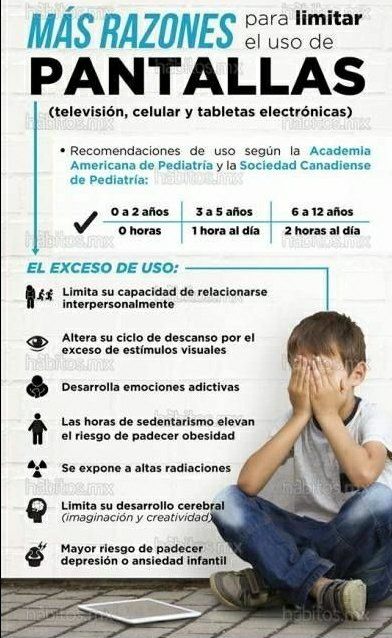 MÁS RAZONES para limitar
el uso de
PANTALLAS
(televisión, celular y tabletas electrónicas)
• Recomendaciones de uso según la Academia
Americana de Pediatría y la Sociedad Canadiense
de Pediatría:
0 a 2 años 3 a 5 años 6 a 12 años
0 horas 1 hora al día 2 horas al día
EL EXCESO DE USO:
Limita su capacidad de relacionarse
interpersonalmente
Altera su ciclo de descanso por el
exceso de estímulos visuales
Desarrolla emociones adictivas
Las horas de sedentarismo elevan
el riesgo de padecer obesidad
Se expone a altas radiaciones
Limita su desarrollo cerebral
(imaginación y creatividad)
Mayor riesgo de padecer
depresión o ansiedad infantil
hábitos.mx